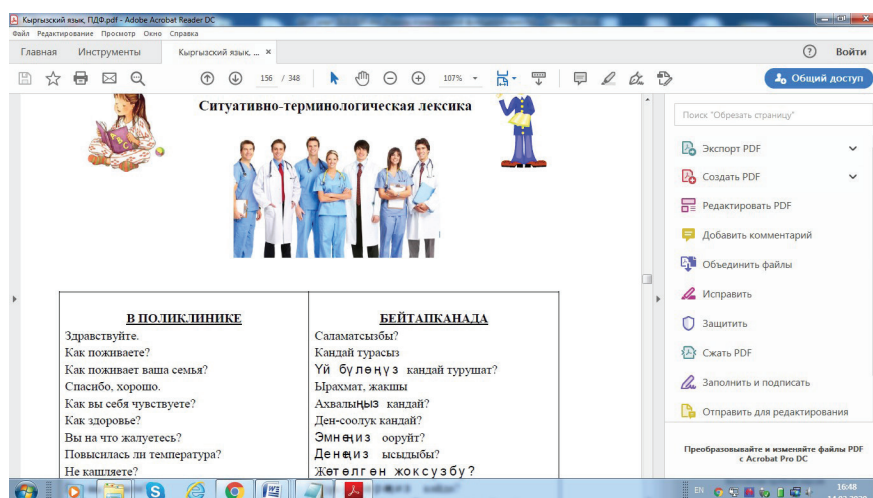 Кыргызский язык, ПДФ.pdf - Adobe Acrobat Reader DC
Файл Редактирование Просмотр Окно Справка
Главная Инструменты Кыргызский язык, ... × Войти
156 / 348 107% Общий доступ
Ситуативно-терминологическая лексика
В ПОЛИКЛИНИКЕ
Здравствуйте.
Как поживаете?
Как поживает ваша семья?
Спасибо, хорошо.
Как вы себя чувствуете?
Как здоровье?
Вы на что жалуетесь?
Повысилась ли температура?
Не кашляете?
БЕЙТАПКАНАДА
Саламатсызбы?
Кандай турасыз
Үй бүлөңүз кандай турушат?
Ырахмат, жакшы
Ахвалыңыз кандай?
Ден-соолук кандай?
Эмнеңиз ооруйт?
Денеңиз ысыдыбы?
Жөтөлгөн жоксузбу?
Поиск "Обрезать страницу"
Экспорт PDF
Создать PDF
Редактировать PDF
Добавить комментарий
Объединить файлы
Исправить
Защитить
Сжать PDF
Заполнить и подписать
Отправить для редактирования
Преобразовывайте и изменяйте файлы PDF
с Acrobat Pro DC
EN 16:48